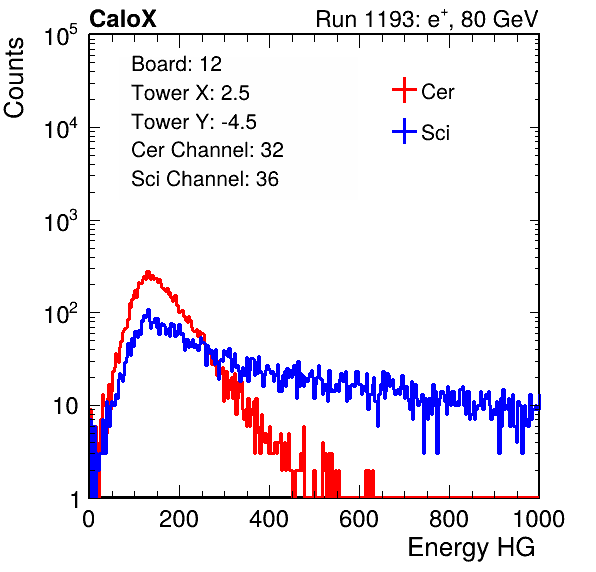 CaloX Run 1193: e⁺, 80 GeV
Counts
10⁵
10⁴
10³
10²
10
1
Board: 12
Tower X: 2.5
Tower Y: -4.5
Cer Channel: 32
Sci Channel: 36
Cer
Sci
0 200 400 600 800 1000
Energy HG